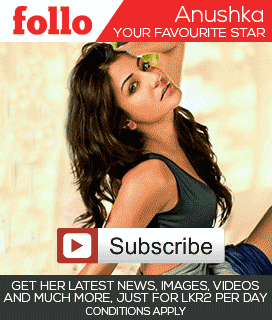 follo
Anushka
YOUR FAVOURITE STAR
Subscribe
GET HER LATEST NEWS, IMAGES, VIDEOS
AND MUCH MORE, JUST FOR LKR2 PER DAY
CONDITIONS APPLY